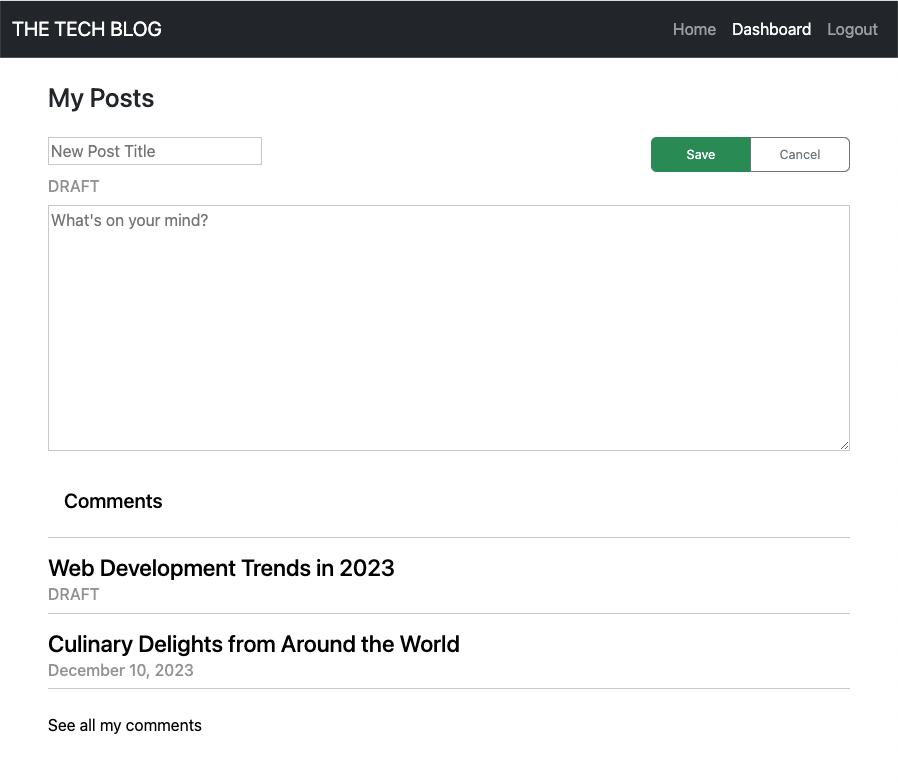 THE TECH BLOG Home Dashboard Logout
My Posts
New Post Title Save Cancel
DRAFT
What's on your mind?
Comments
Web Development Trends in 2023
DRAFT
Culinary Delights from Around the World
December 10, 2023
See all my comments